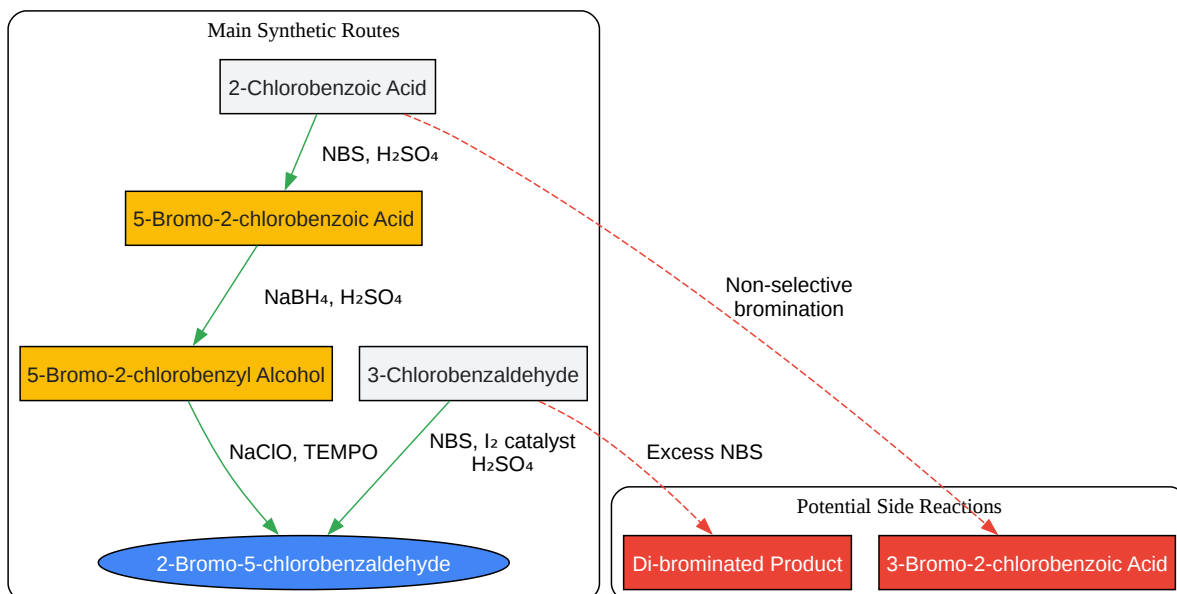 Main Synthetic Routes
2-Chlorobenzoic Acid
NBS, H₂SO₄
5-Bromo-2-chlorobenzoic Acid
NaBH₄, H₂SO₄
Non-selective
bromination
5-Bromo-2-chlorobenzyl Alcohol
3-Chlorobenzaldehyde
NaClO, TEMPO
NBS, I₂ catalyst
H₂SO₄
Excess NBS
Potential Side Reactions
2-Bromo-5-chlorobenzaldehyde
Di-brominated Product
3-Bromo-2-chlorobenzoic Acid